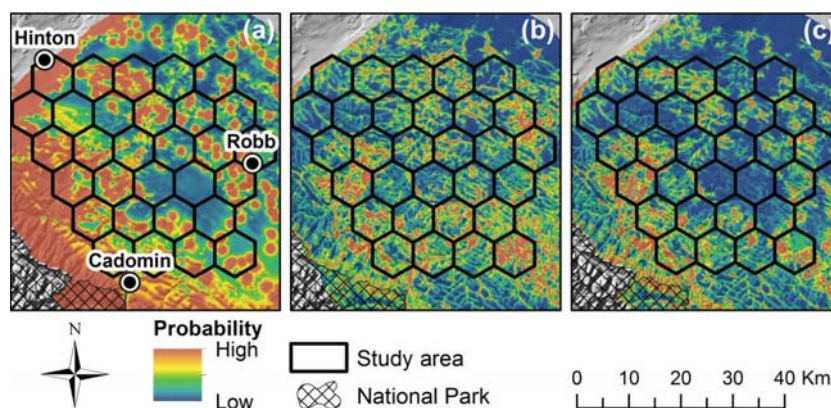 (a)
(b)
(c)
Hinton
Robb
Cadomin
N
Probability
High
Low
Study area
National Park
0 10 20 30 40 Km